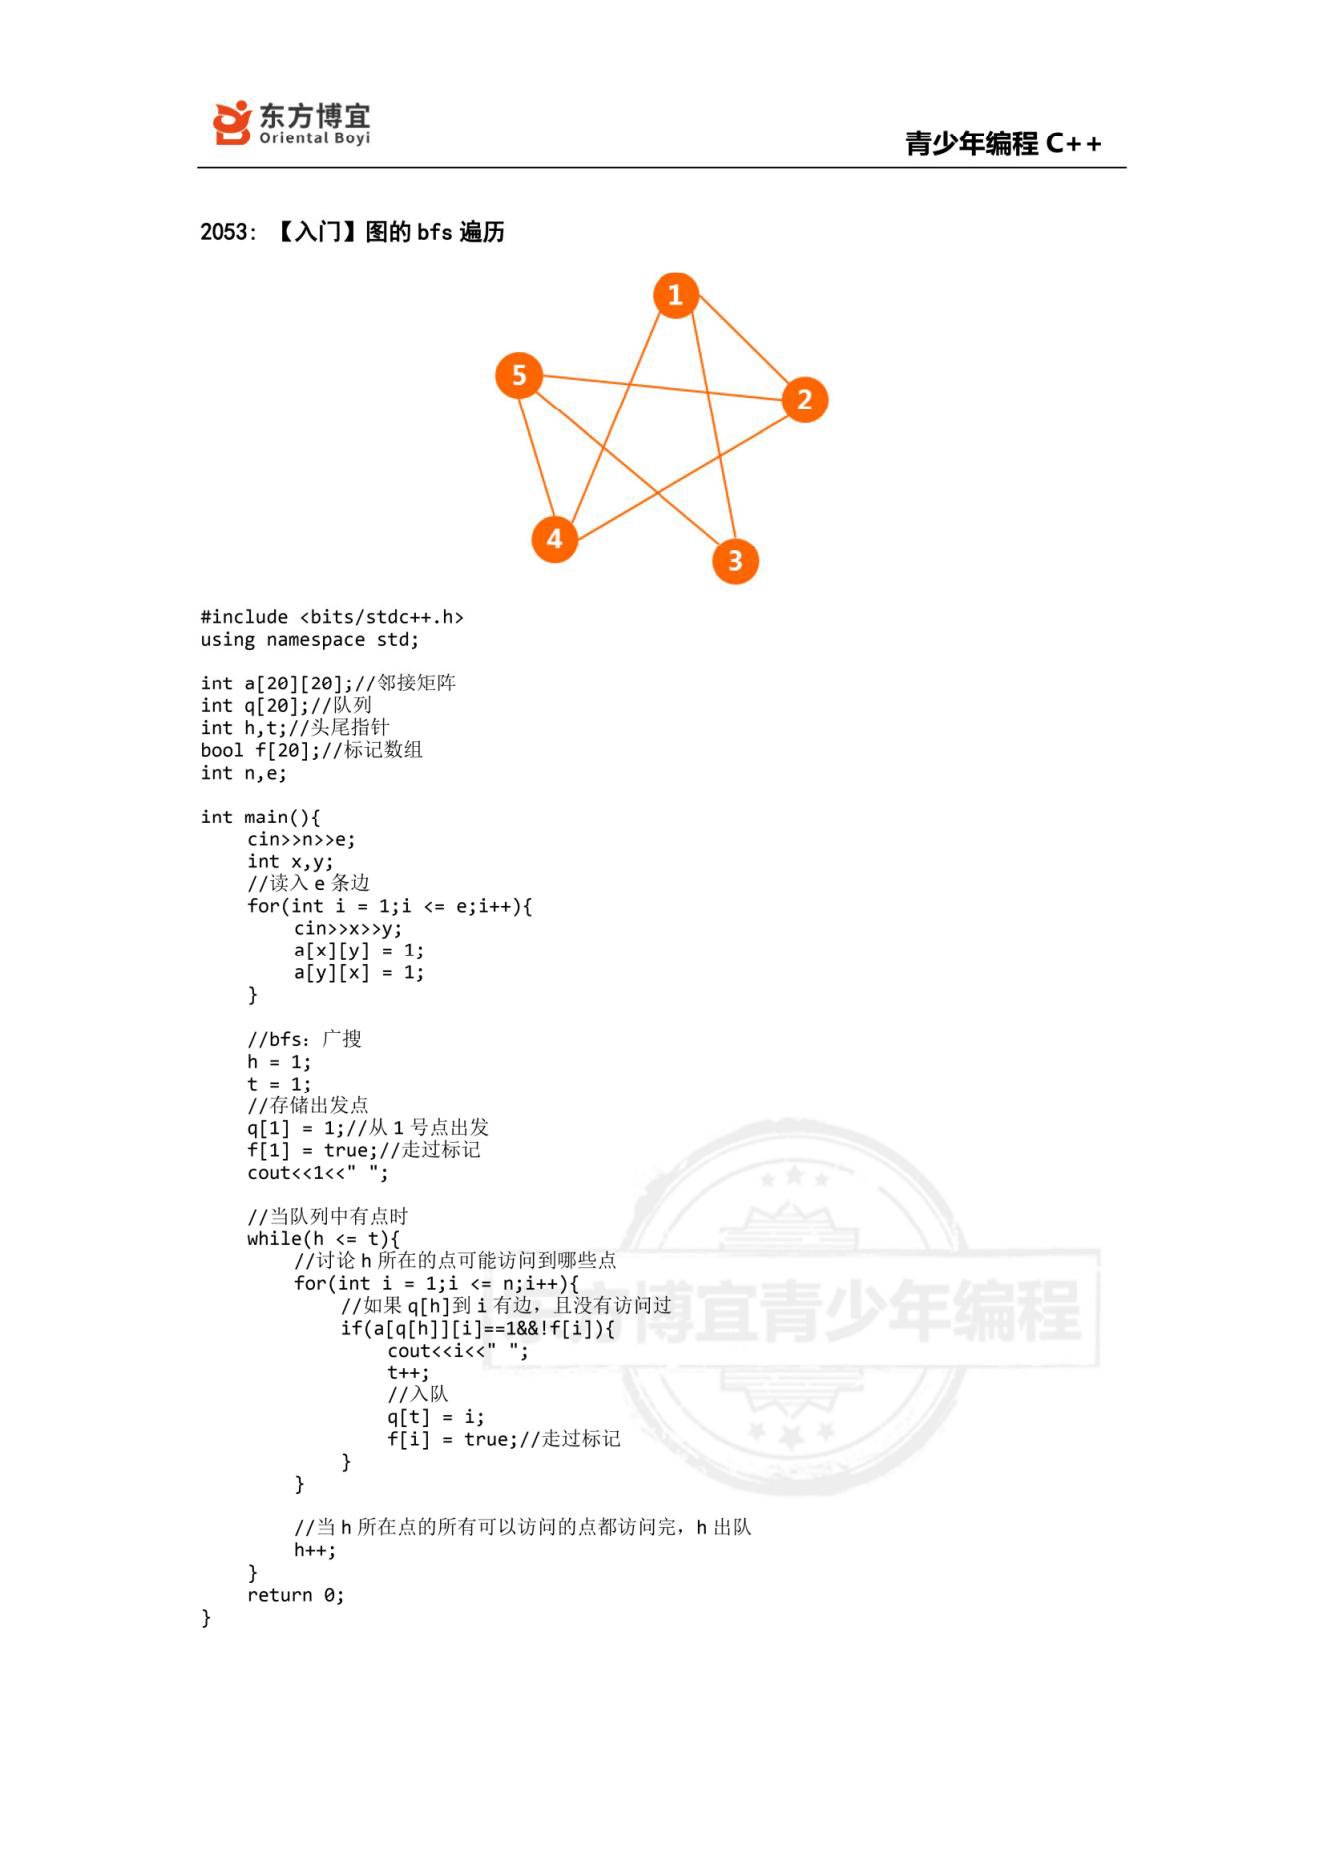 东方博宜
Oriental Boyi
青少年编程 C++
2053: 【入门】图的 bfs 遍历
1
5
2
4
3
#include <bits/stdc++.h>
using namespace std;
int a[20][20];//邻接矩阵
int q[20];//队列
int h,t;//头尾指针
bool f[20];//标记数组
int n,e;
int main(){
cin>>n>>e;
int x,y;
//读入 e 条边
for(int i = 1;i <= e;i++){
cin>>x>>y;
a[x][y] = 1;
a[y][x] = 1;
}
//bfs: 广搜
h = 1;
t = 1;
//存储出发点
q[1] = 1;//从 1 号点出发
f[1] = true;//走过标记
cout<<1<<" ";
//当队列中有点时
while(h <= t){
//讨论 h 所在的点可能访问到哪些点
for(int i = 1;i <= n;i++){
//如果 q[h]到 i 有边，且没有访问过
if(a[q[h]][i]==1&&!f[i]){
cout<<i<<" ";
t++;
//入队
q[t] = i;
f[i] = true;//走过标记
}
}
//当 h 所在点的所有可以访问的点都访问完，h 出队
h++;
}
return 0;
}
东方博宜青少年编程